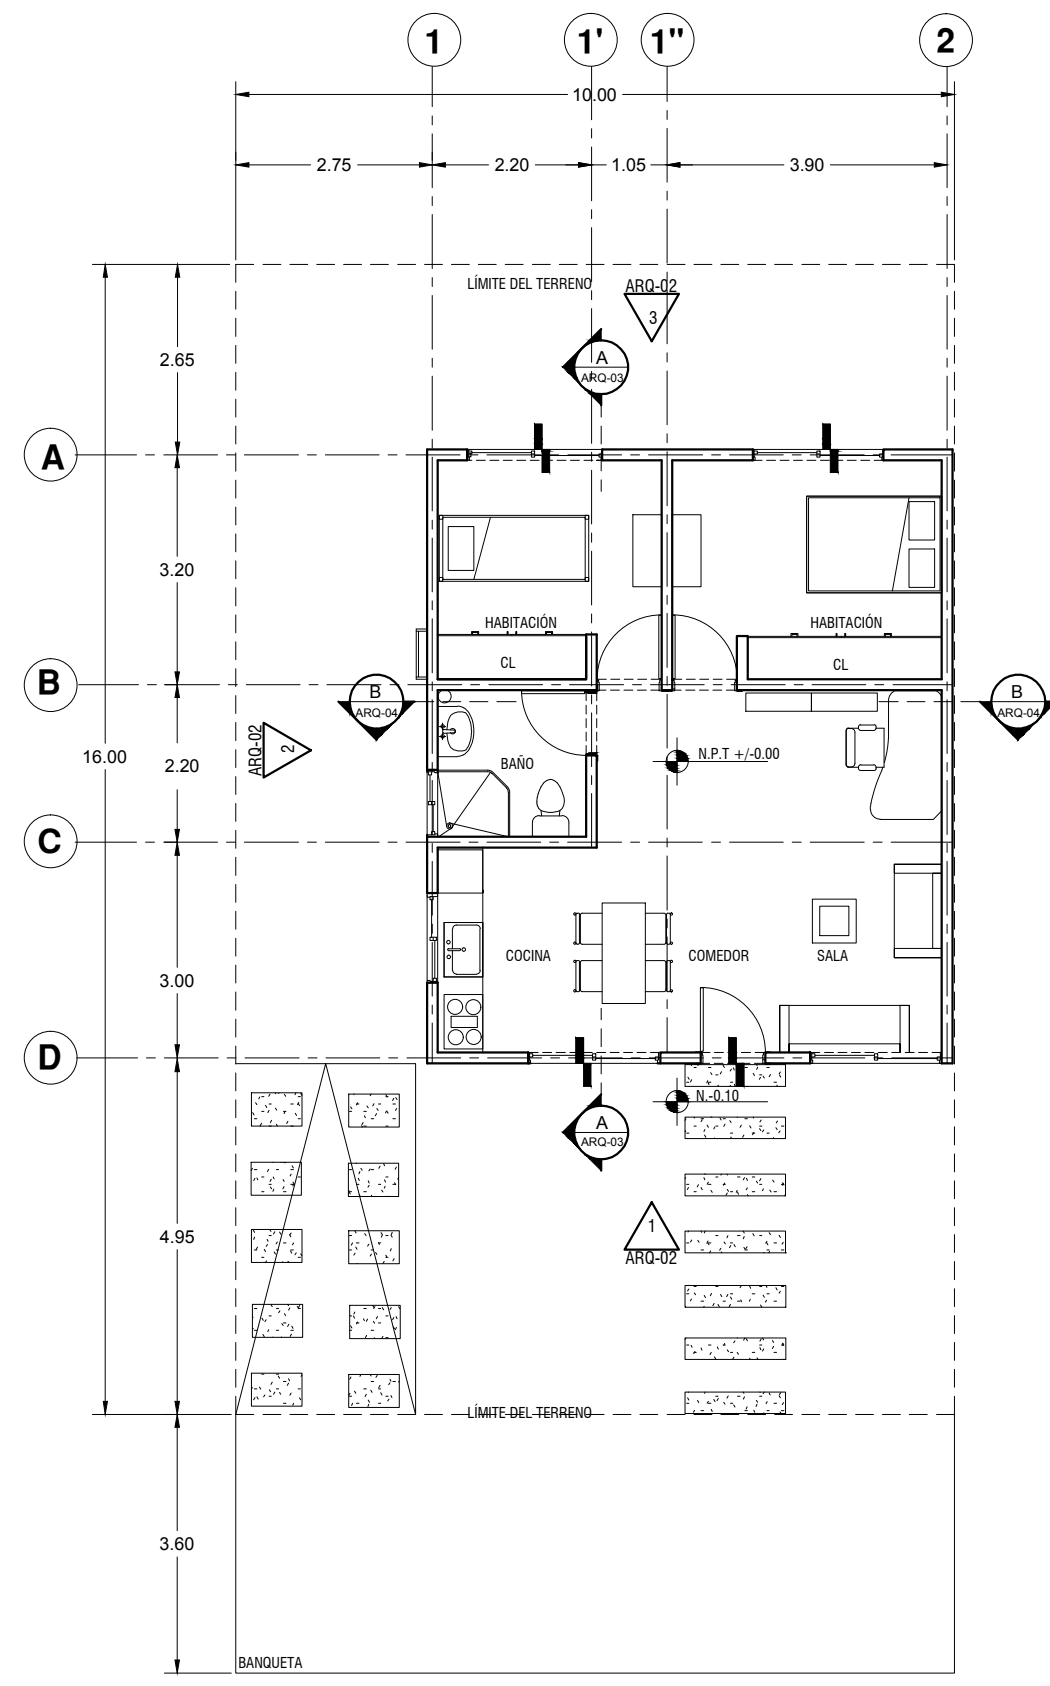 1 1' 1" 2
10.00
2.75 2.20 1.05 3.90
LÍMITE DEL TERRENO
ARQ-02
3
A
ARQ-03
2.65
A
3.20
HABITACIÓN
HABITACIÓN
CL
CL
B
B
ARQ-04
B
ARQ-04
16.00
2.20
ARQ-02
2
BAÑO
N.P.T +/-0.00
C
3.00
COCINA
COMEDOR
SALA
D
N.-0.10
A
ARQ-03
4.95
1
ARQ-02
LÍMITE DEL TERRENO
3.60
BANQUETA